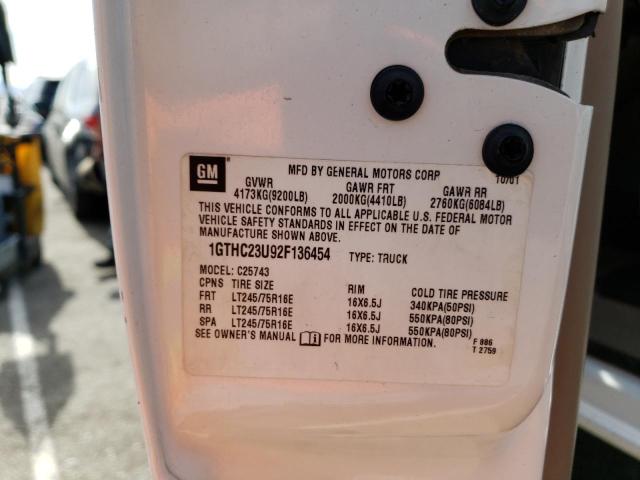 GM MFD BY GENERAL MOTORS CORP 10/01
GVWR GAWR FRT GAWR RR
4173KG(9200LB) 2000KG(4410LB) 2760KG(6084LB)
THIS VEHICLE CONFORMS TO ALL APPLICABLE U.S. FEDERAL MOTOR
VEHICLE SAFETY STANDARDS IN EFFECT ON THE DATE OF
MANUFACTURE SHOWN ABOVE.
1GTHC23U92F136454 TYPE: TRUCK
MODEL: C25743
CPNS TIRE SIZE RIM COLD TIRE PRESSURE
FRT LT245/75R16E 16X6.5J 340KPA(50PSI)
RR LT245/75R16E 16X6.5J 550KPA(80PSI)
SPA LT245/75R16E 16X6.5J 550KPA(80PSI)
SEE OWNER'S MANUAL FOR MORE INFORMATION. F 886
T 2759